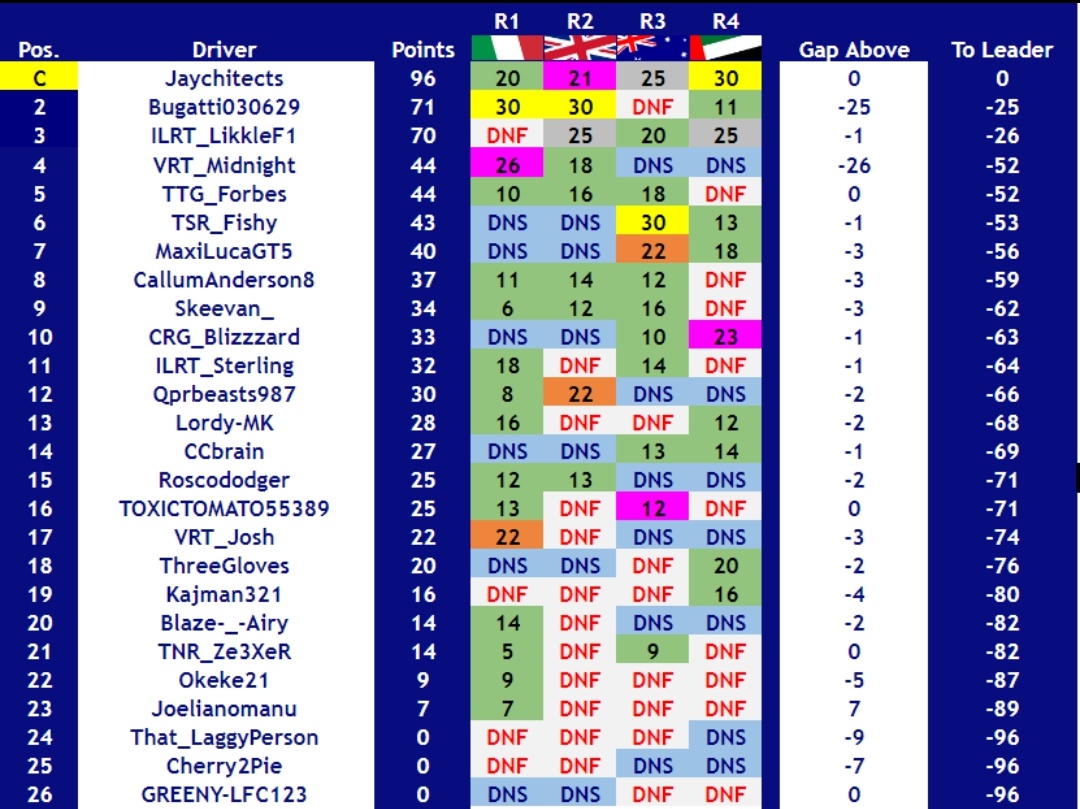 R1 R2 R3 R4
Pos. Driver Points Gap Above To Leader
C Jaychitects 96 20 21 25 30 0 0
2 Bugatti030629 71 30 30 DNF 11 -25 -25
3 ILRT_LikkleF1 70 DNF 25 20 25 -1 -26
4 VRT_Midnight 44 26 18 DNS DNS -26 -52
5 TTG_Forbes 44 10 16 18 DNF 0 -52
6 TSR_Fishy 43 DNS DNS 30 13 -1 -53
7 MaxiLucaGT5 40 DNS DNS 22 18 -3 -56
8 CallumAnderson8 37 11 14 12 DNF -3 -59
9 Skeevan_ 34 6 12 16 DNF -3 -62
10 CRG_Blizzzard 33 DNS DNS 10 23 -1 -63
11 ILRT_Sterling 32 18 DNF 14 DNF -1 -64
12 Qprbeasts987 30 8 22 DNS DNS -2 -66
13 Lordy-MK 28 16 DNF DNF 12 -2 -68
14 CCbrain 27 DNS DNS 13 14 -1 -69
15 Roscododger 25 12 13 DNS DNS -2 -71
16 TOXICTOMATO55389 25 13 DNF 12 DNF 0 -71
17 VRT_Josh 22 22 DNF DNS DNS -3 -74
18 ThreeGloves 20 DNS DNS DNF 20 -2 -76
19 Kajman321 16 DNF DNF DNF 16 -4 -80
20 Blaze-_-Airy 14 14 DNF DNS DNS -2 -82
21 TNR_Ze3XeR 14 5 DNF 9 DNF 0 -82
22 Okeke21 9 9 DNF DNF DNF -5 -87
23 Joelianomanu 7 7 DNF DNF DNF 7 -89
24 That_LaggyPerson 0 DNF DNF DNF DNS -9 -96
25 Cherry2Pie 0 DNF DNF DNS DNS -7 -96
26 GREENY-LFC123 0 DNS DNS DNF DNF 0 -96